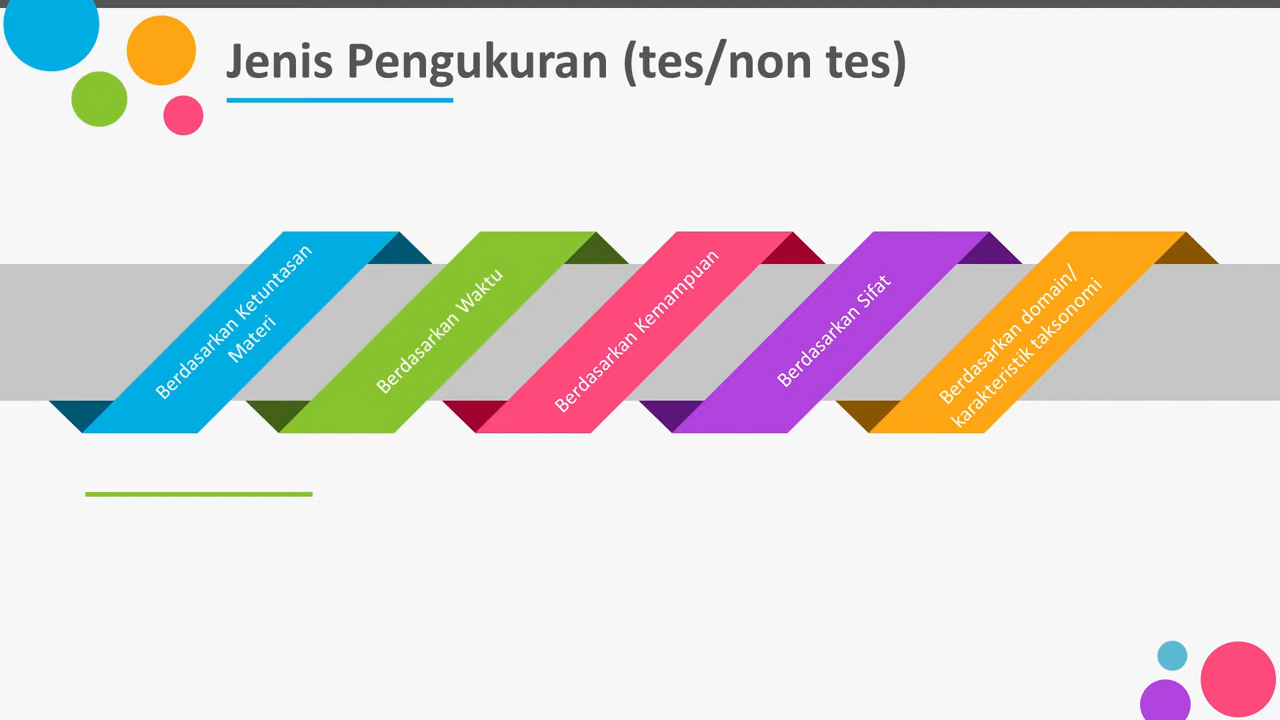 Jenis Pengukuran (tes/non tes)
Berdasarkan Ketuntasan
Materi
Berdasarkan Waktu
Berdasarkan Kemampuan
Berdasarkan Sifat
Berdasarkan domain/
karakteristik taksonomi